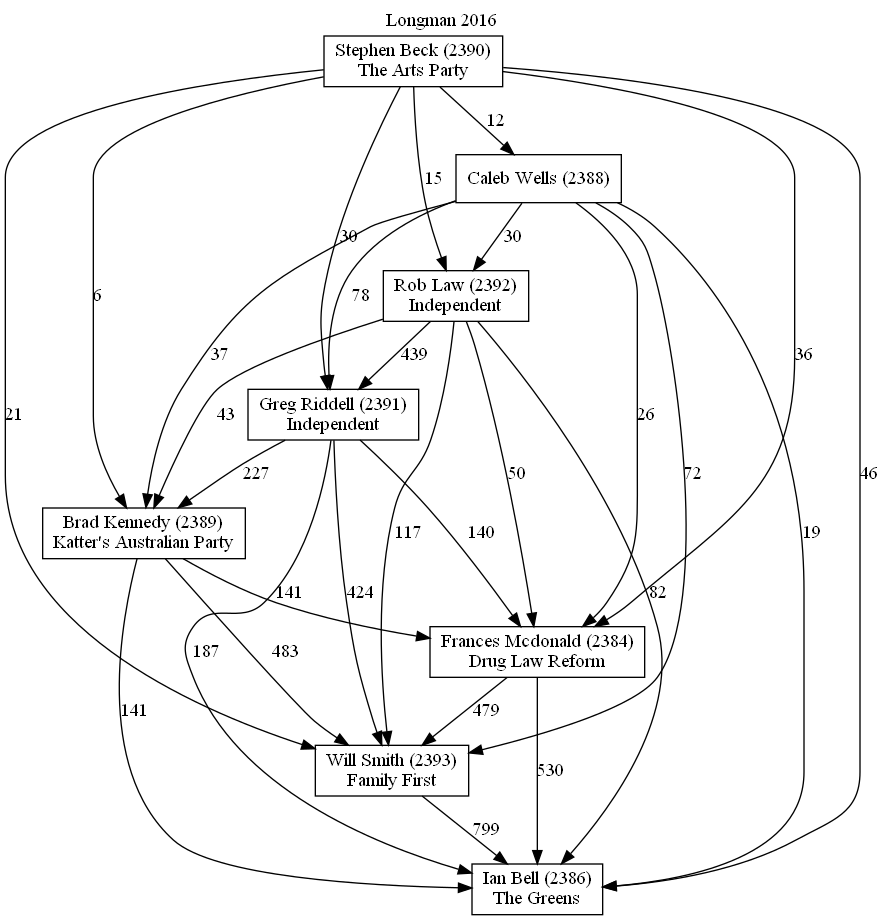 Longman 2016
Stephen Beck (2390)
The Arts Party
12
Caleb Wells (2388)
15
30
30
Rob Law (2392)
Independent
78
6
37
439
36
Greg Riddell (2391)
Independent
21
43
26
227
50
72
46
Brad Kennedy (2389)
Katter's Australian Party
117
140
19
141
424
82
Frances Mcdonald (2384)
Drug Law Reform
187
483
141
479
Will Smith (2393)
Family First
530
799
Ian Bell (2386)
The Greens